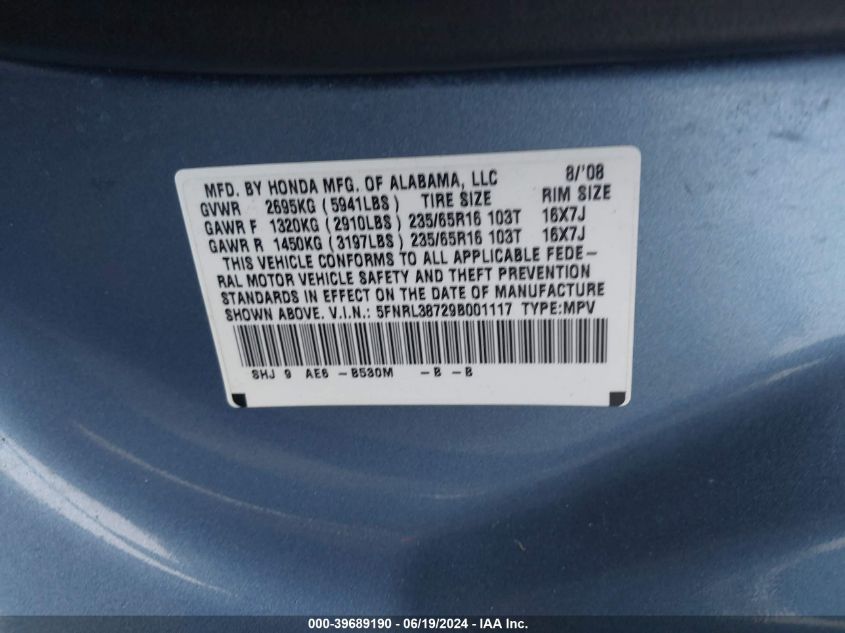 MFD. BY HONDA MFG. OF ALABAMA, LLC 8/'08
GVWR 2695KG (5941LBS) TIRE SIZE RIM SIZE
GAWR F 1320KG (2910LBS) 235/65R16 103T 16X7J
GAWR R 1450KG (3197LBS) 235/65R16 103T 16X7J
THIS VEHICLE CONFORMS TO ALL APPLICABLE FEDE-
RAL MOTOR VEHICLE SAFETY AND THEFT PREVENTION
STANDARDS IN EFFECT ON THE DATE OF MANUFACTURE
SHOWN ABOVE. V.I.N.: 5FNRL38729B001117 TYPE:MPV
SHJ 9 AE6 -B530M -B -B
000-39689190 - 06/19/2024 - IAA Inc.